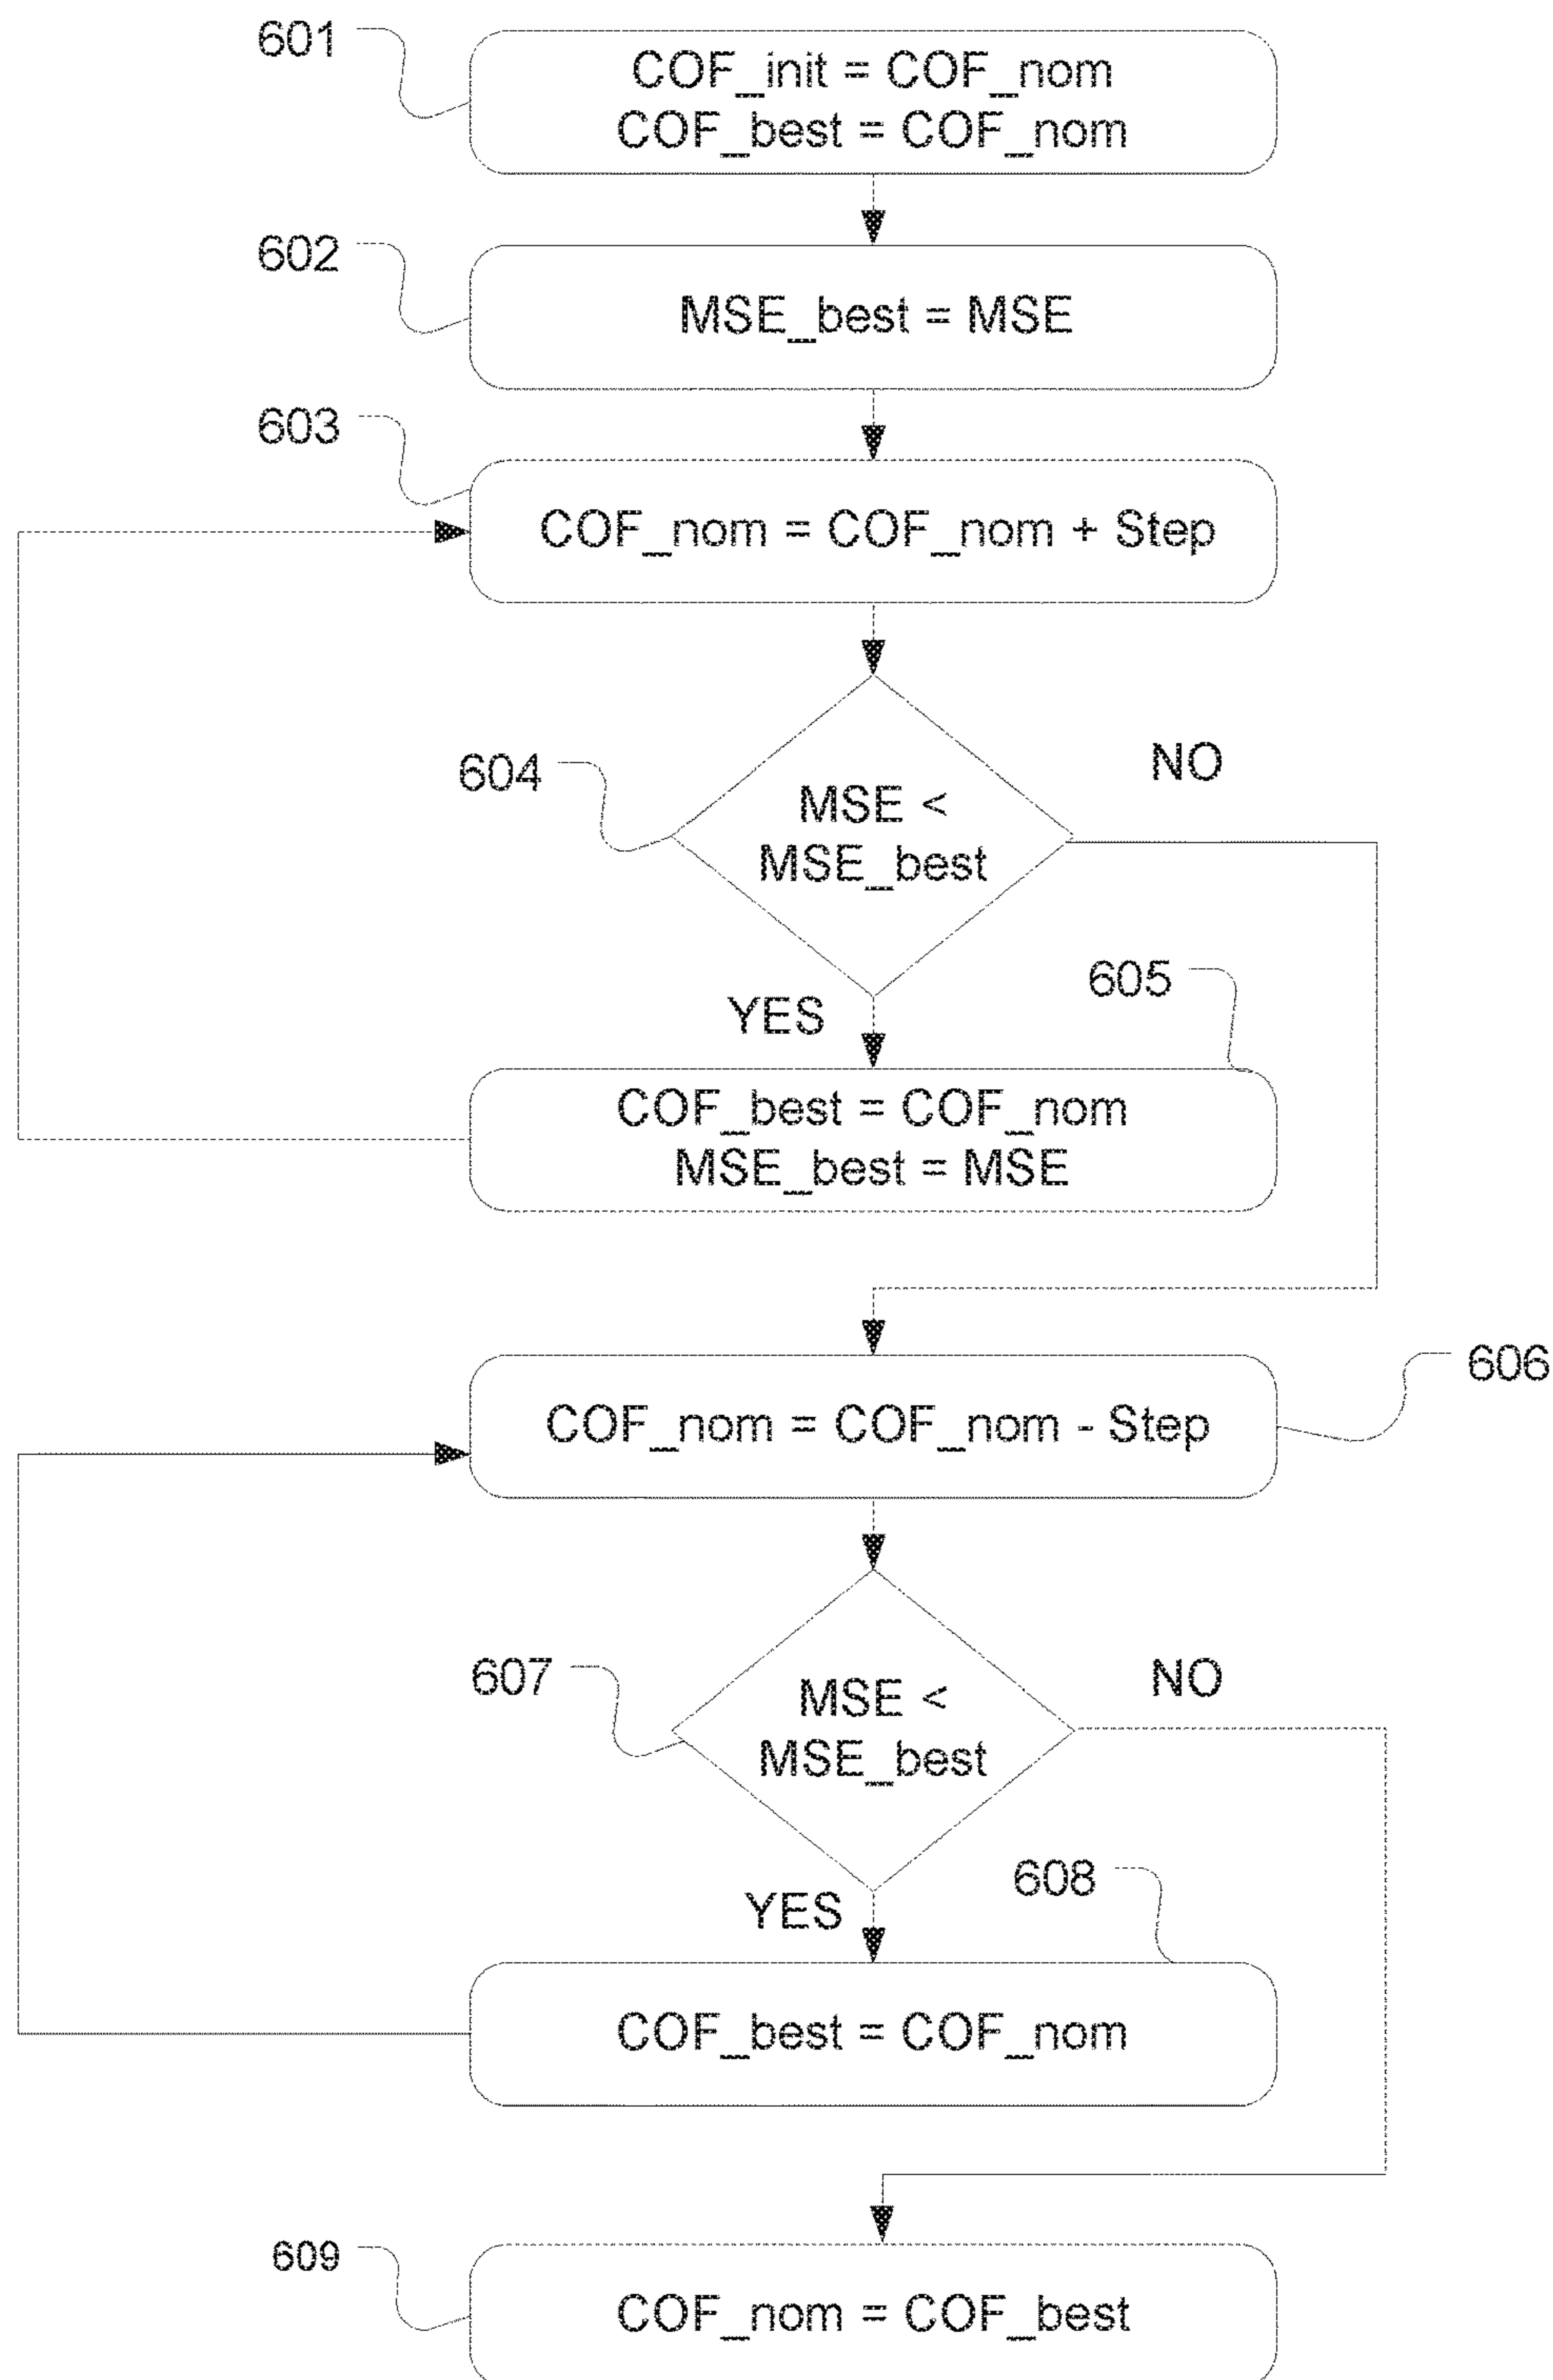 601
COF_init = COF_nom
COF_best = COF_nom
602
MSE_best = MSE
603
COF_nom = COF_nom + Step
604
MSE <
MSE_best
NO
YES
605
COF_best = COF_nom
MSE_best = MSE
606
COF_nom = COF_nom - Step
607
MSE <
MSE_best
NO
YES
608
COF_best = COF_nom
609
COF_nom = COF_best